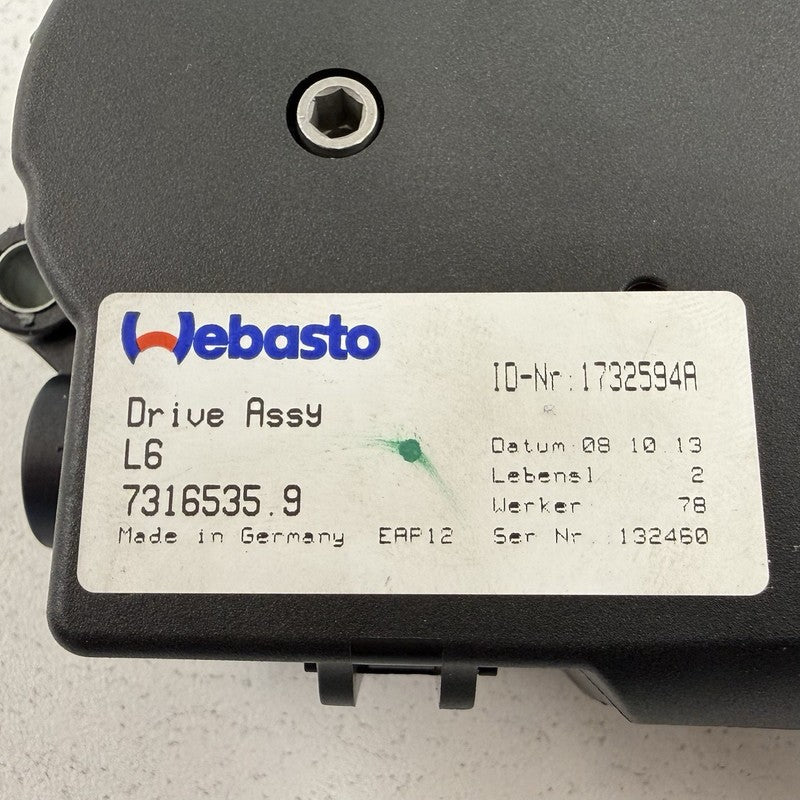 Webasto
Drive Assy
L6
7316535.9
Made in Germany EAP12
ID-Nr.:1732594A
Datum 08 10.13
Lebensl 2
Werker 78
Ser Nr. 132460